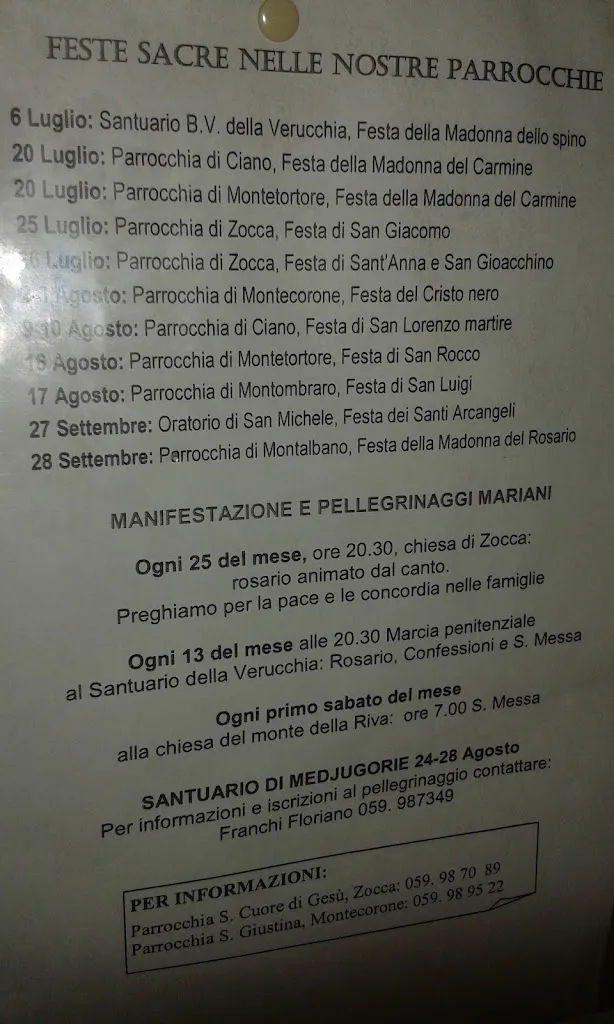 FESTE SACRE NELLE NOSTRE PARROCCHIE
6 Luglio: Santuario B.V. della Verucchia, Festa della Madonna dello spino
20 Luglio: Parrocchia di Ciano, Festa della Madonna del Carmine
20 Luglio: Parrocchia di Montetortore, Festa della Madonna del Carmine
25 Luglio: Parrocchia di Zocca, Festa di San Giacomo
Luglio: Parrocchia di Zocca, Festa di Sant'Anna e San Gioacchino
Agosto: Parrocchia di Montecorone, Festa del Cristo nero
9-10 Agosto: Parrocchia di Ciano, Festa di San Lorenzo martire
16 Agosto: Parrocchia di Montetortore, Festa di San Rocco
17 Agosto: Parrocchia di Montombraro, Festa di San Luigi
27 Settembre: Oratorio di San Michele, Festa dei Santi Arcangeli
28 Settembre: Parrocchia di Montalbano, Festa della Madonna del Rosario
MANIFESTAZIONE E PELLEGRINAGGI MARIANI
Ogni 25 del mese, ore 20.30, chiesa di Zocca:
rosario animato dal canto.
Preghiamo per la pace e le concordia nelle famiglie
Ogni 13 del mese alle 20.30 Marcia penitenziale
al Santuario della Verucchia: Rosario, Confessioni e S. Messa
Ogni primo sabato del mese
alla chiesa del monte della Riva: ore 7.00 S. Messa
SANTUARIO DI MEDJUGORIE 24-28 Agosto
Per informazioni e iscrizioni al pellegrinaggio contattare:
Franchi Floriano 059. 987349
PER INFORMAZIONI:
Parrocchia S. Cuore di Gesù, Zocca: 059. 98 70 89
Parrocchia S. Giustina, Montecorone: 059. 98 95 22